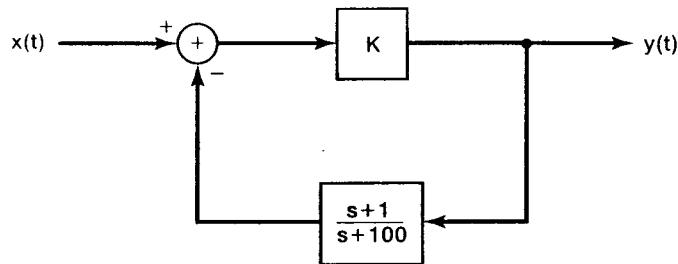 x(t)
+
+
−
K
y(t)
s+1
s+100